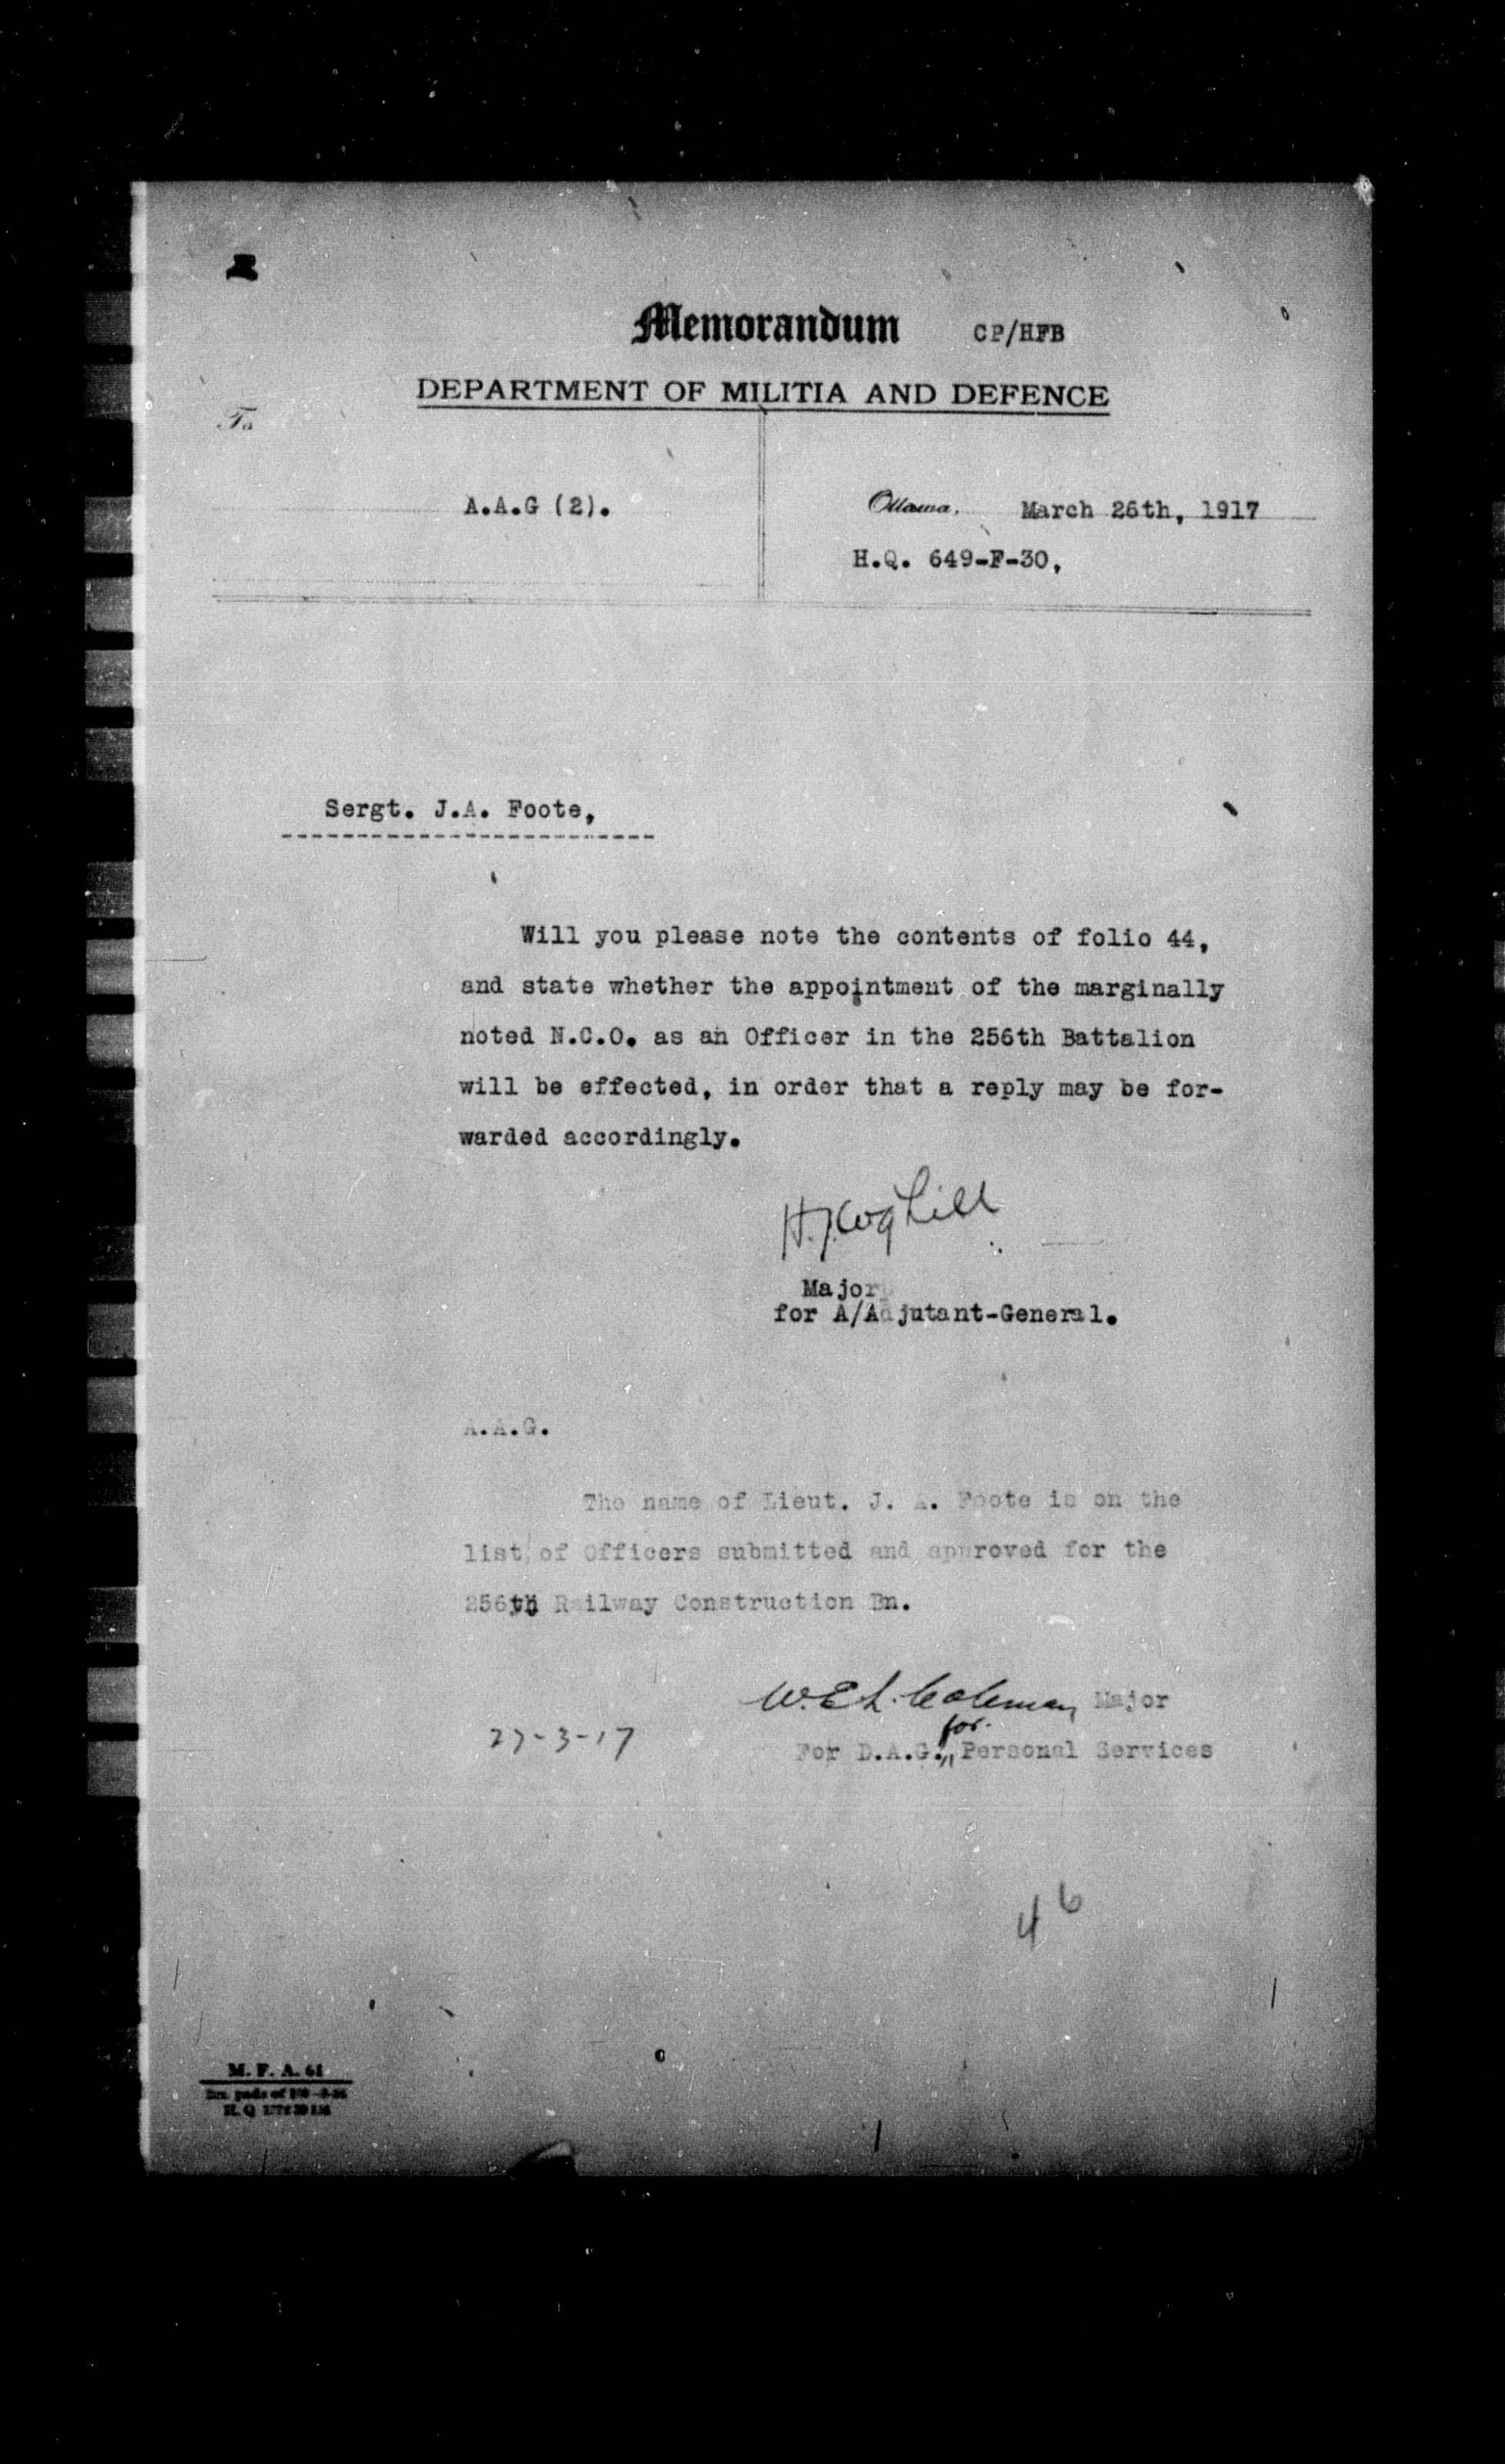 Memorandum CP/HFB
DEPARTMENT OF MILITIA AND DEFENCE
To
A.A.G (2).
Ottawa, March 26th, 1917
H.Q. 649-F-30,
Sergt. J.A. Foote,
Will you please note the contents of folio 44,
and state whether the appointment of the marginally
noted N.C.O. as an Officer in the 256th Battalion
will be effected, in order that a reply may be for-
warded accordingly.
H.J. Coghill
Major
for A/Adjutant-General.
A.A.G.
The name of Lieut. J. A. Foote is on the
list of Officers submitted and approved for the
256th Railway Construction Bn.
W.E.L. Coleman, Major
for
27-3-17
For D.A.G., Personal Services
46
M. F. A. 61
H. Q.